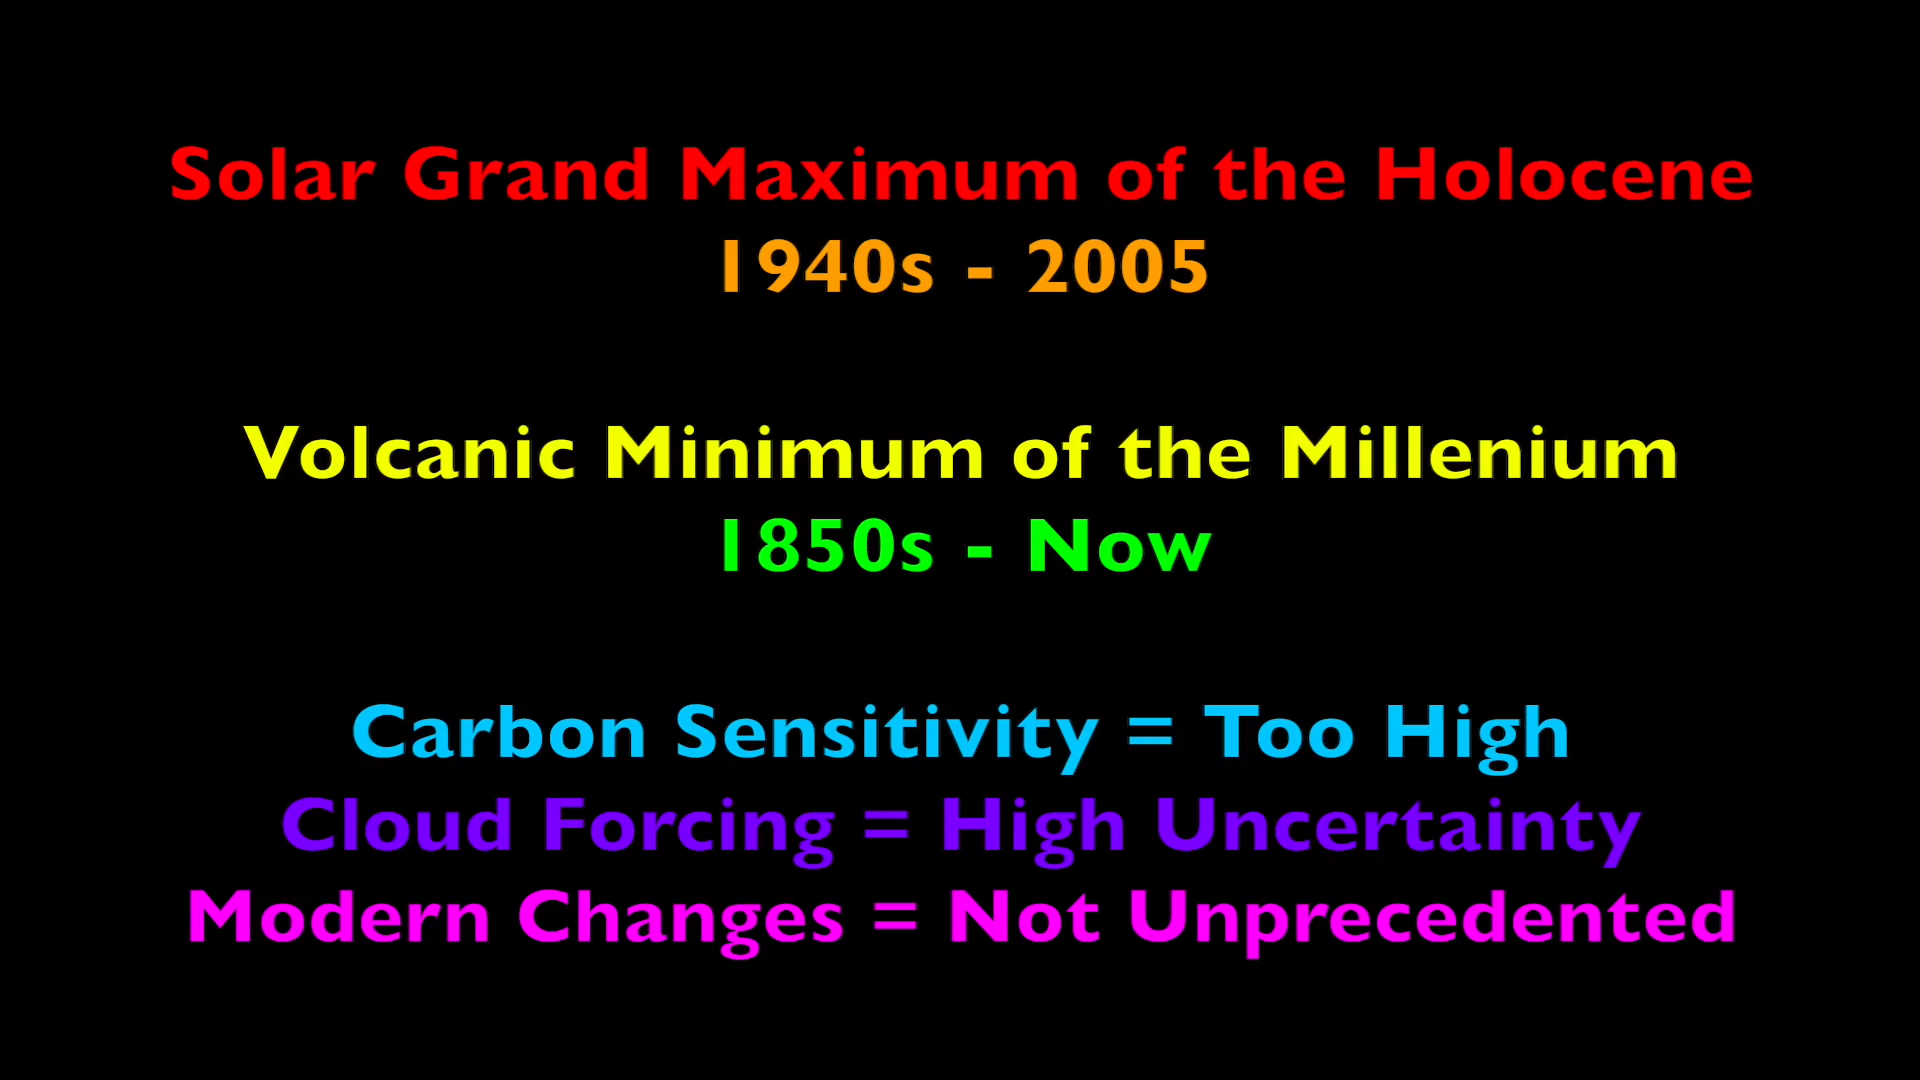 Solar Grand Maximum of the Holocene
1940s - 2005
Volcanic Minimum of the Millenium
1850s - Now
Carbon Sensitivity = Too High
Cloud Forcing = High Uncertainty
Modern Changes = Not Unprecedented